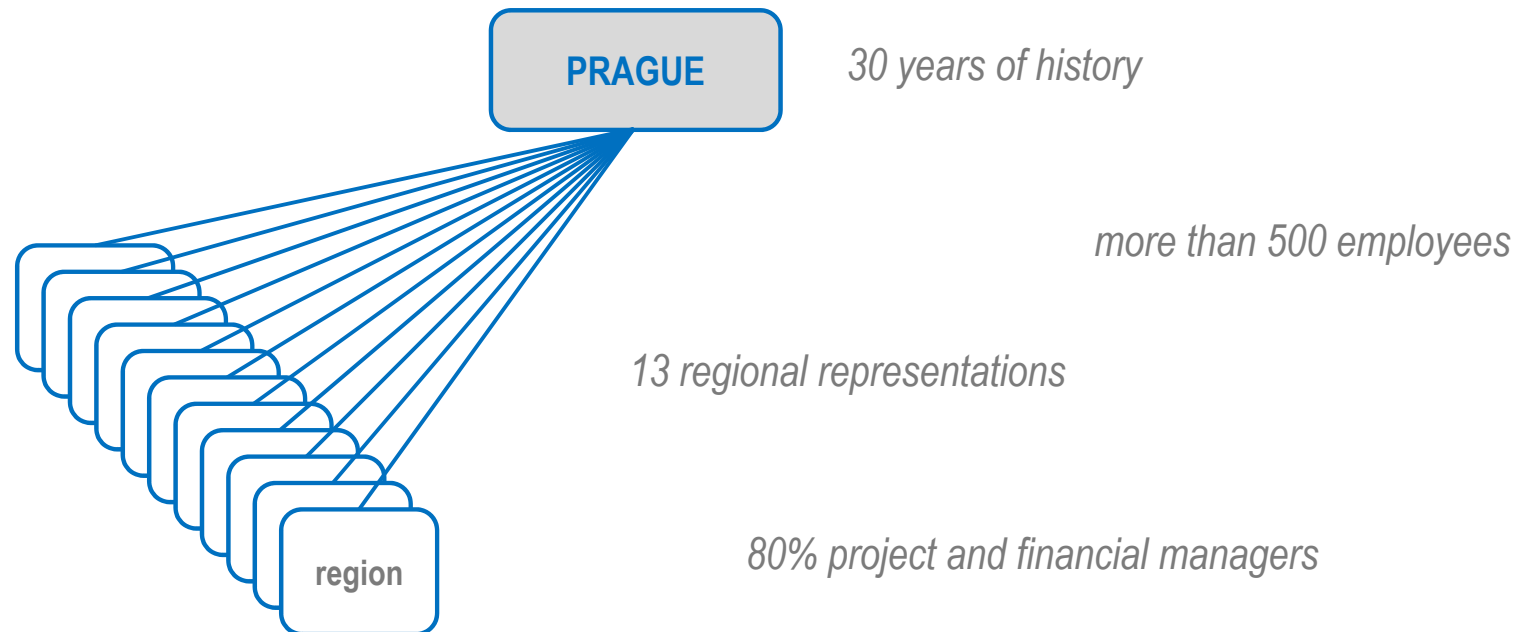 PRAGUE
30 years of history
more than 500 employees
13 regional representations
80% project and financial managers
region